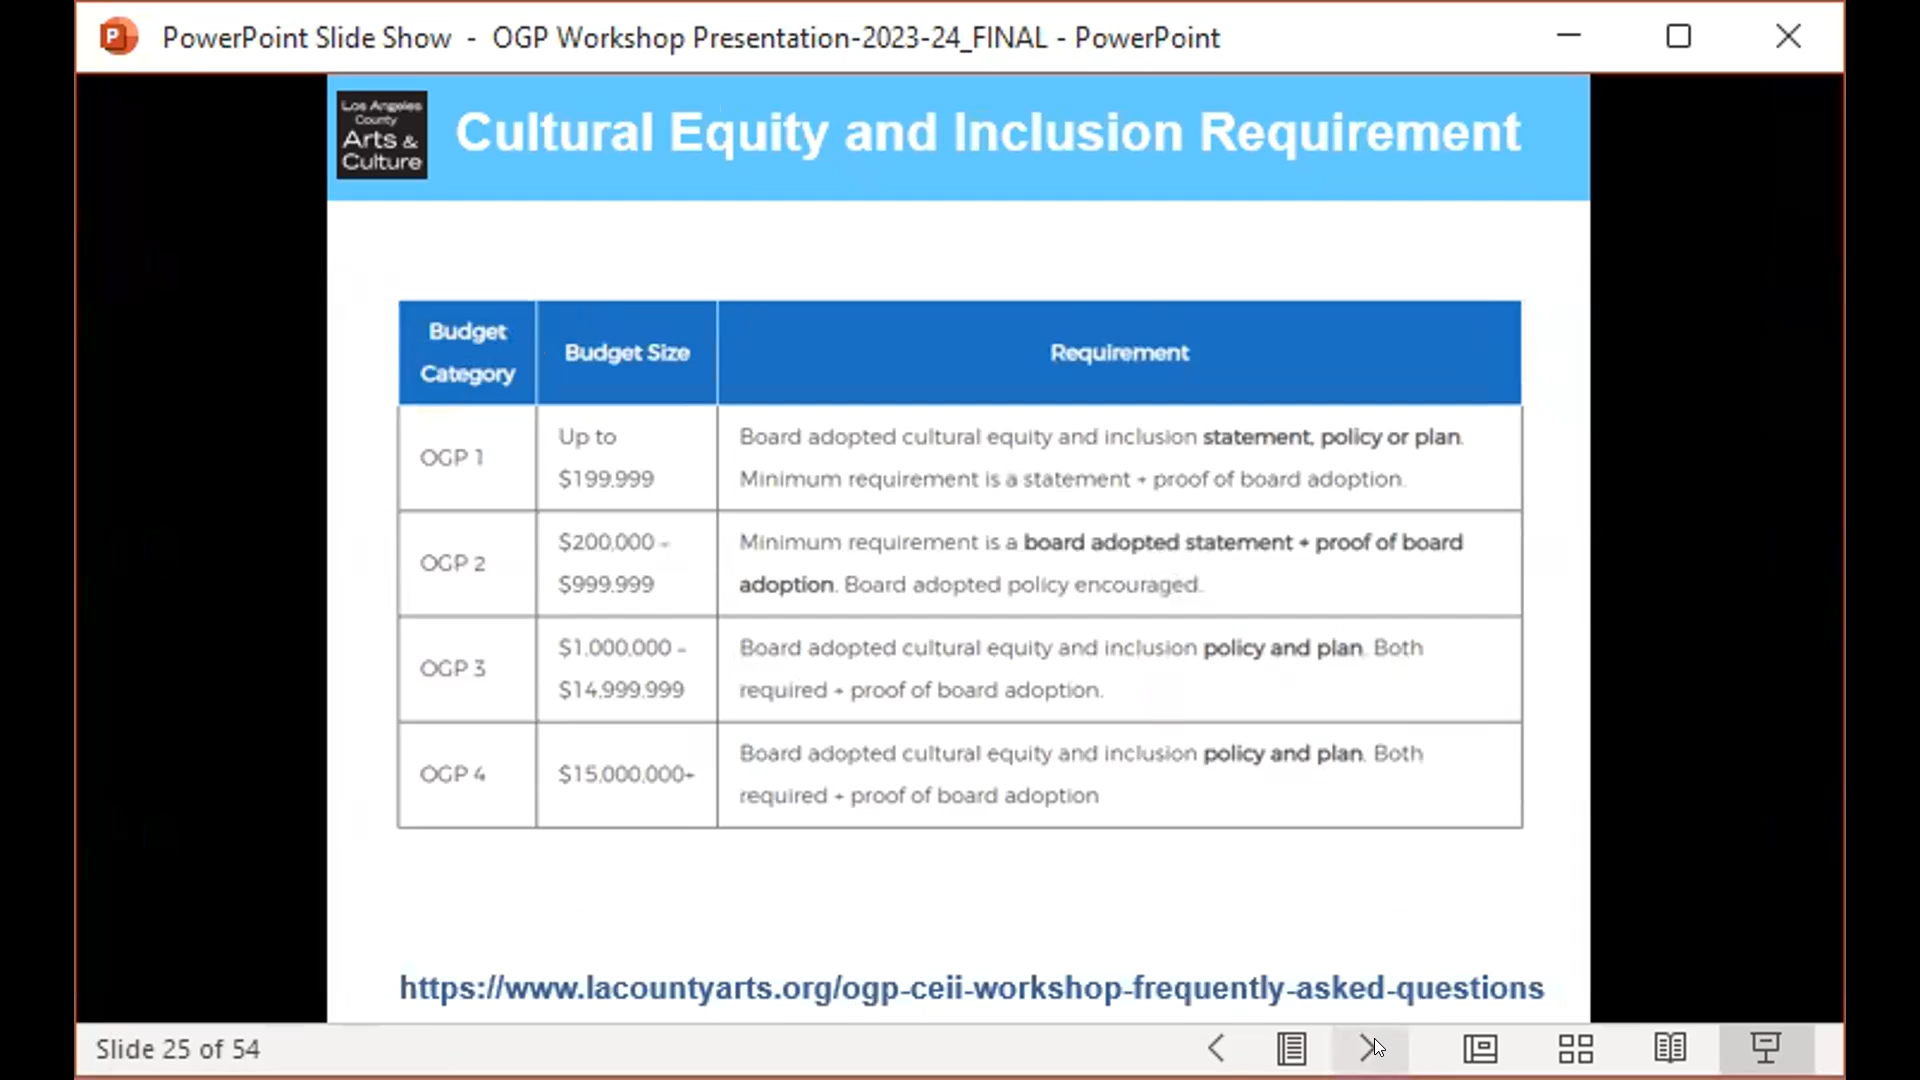 PowerPoint Slide Show - OGP Workshop Presentation-2023-24_FINAL - PowerPoint
Los Angeles
County
Arts &
Culture
Cultural Equity and Inclusion Requirement
Budget
Category
Budget Size
Requirement
OGP 1
Up to
$199,999
Board adopted cultural equity and inclusion statement, policy or plan.
Minimum requirement is a statement + proof of board adoption.
OGP 2
$200,000 -
$999,999
Minimum requirement is a board adopted statement + proof of board
adoption. Board adopted policy encouraged.
OGP 3
$1,000,000 -
$14,999,999
Board adopted cultural equity and inclusion policy and plan. Both
required + proof of board adoption.
OGP 4
$15,000,000+
Board adopted cultural equity and inclusion policy and plan. Both
required + proof of board adoption
https://www.lacountyarts.org/ogp-ceii-workshop-frequently-asked-questions
Slide 25 of 54